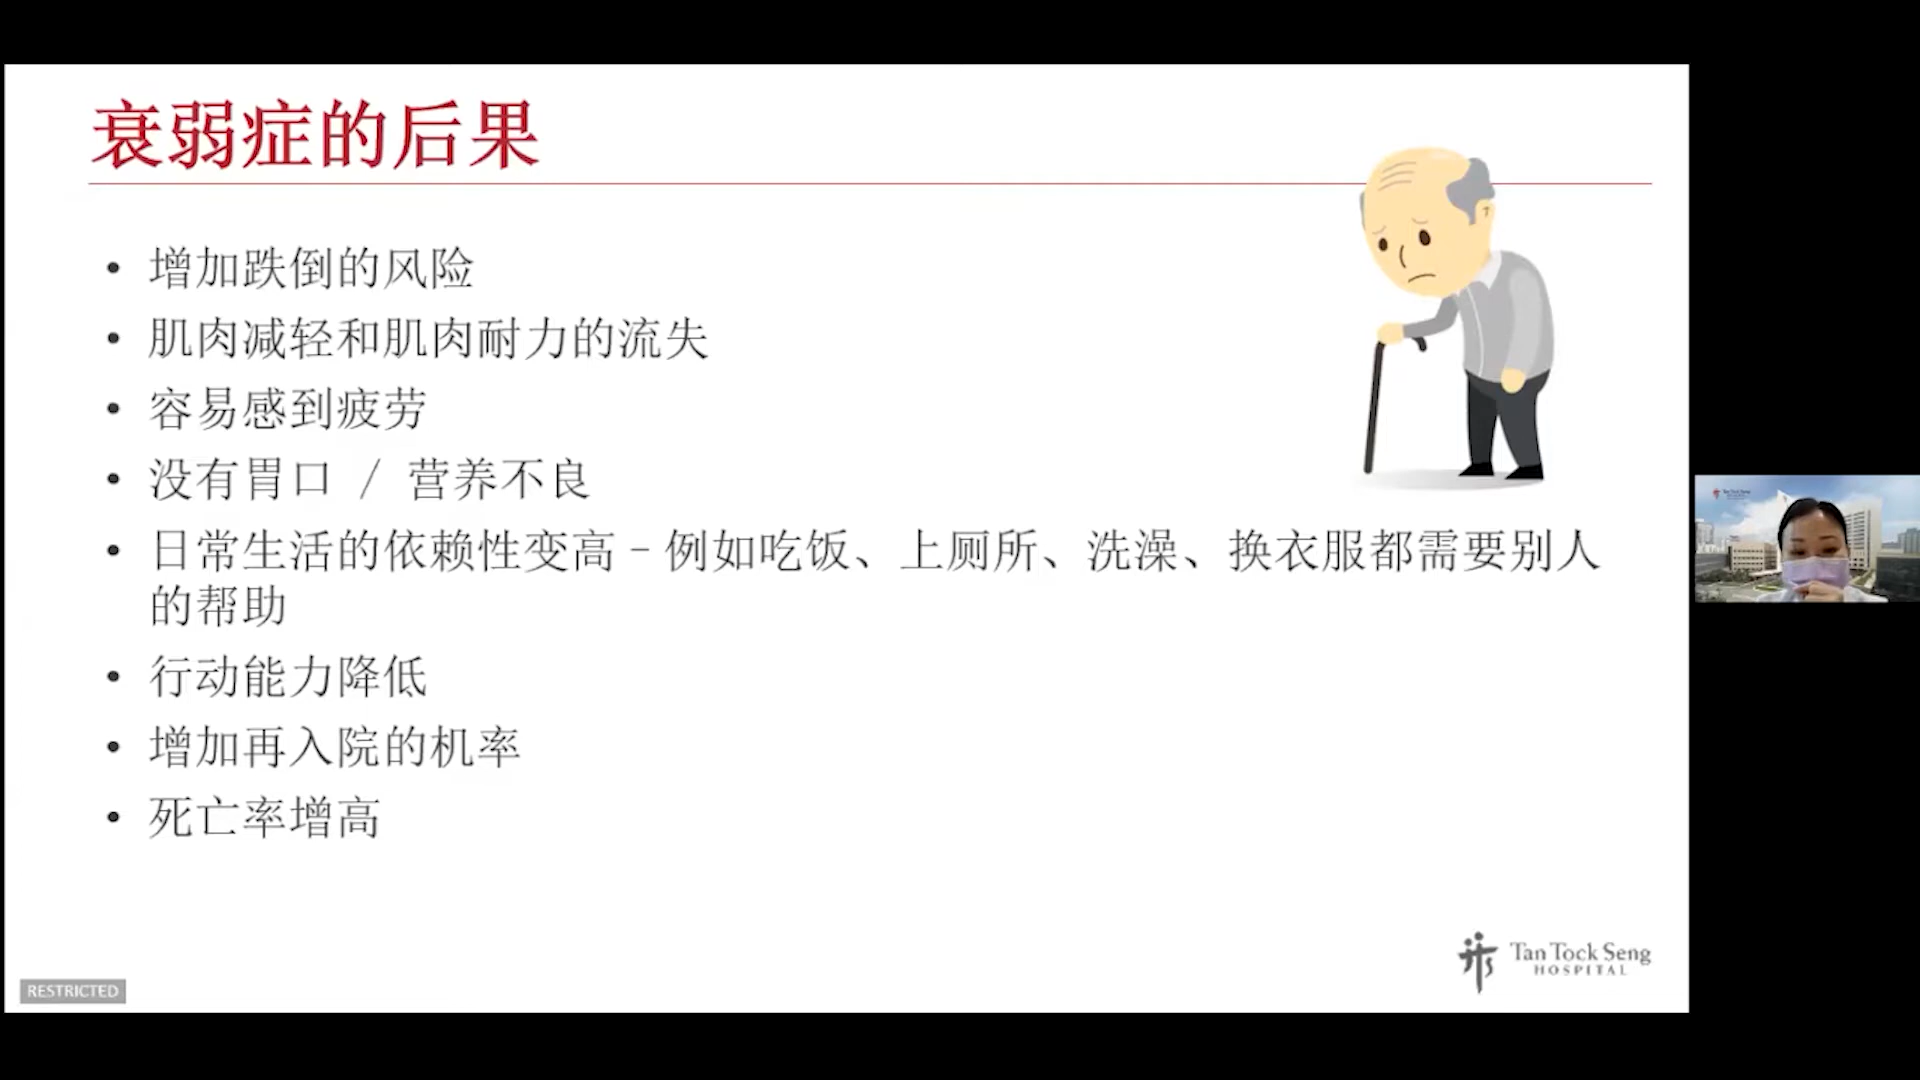 衰弱症的后果
• 增加跌倒的风险
• 肌肉减轻和肌肉耐力的流失
• 容易感到疲劳
• 没有胃口 / 营养不良
• 日常生活的依赖性变高 – 例如吃饭、上厕所、洗澡、换衣服都需要别人
的帮助
• 行动能力降低
• 增加再入院的机率
• 死亡率增高
Tan Tock Seng
HOSPITAL
RESTRICTED
Tan Tock Seng